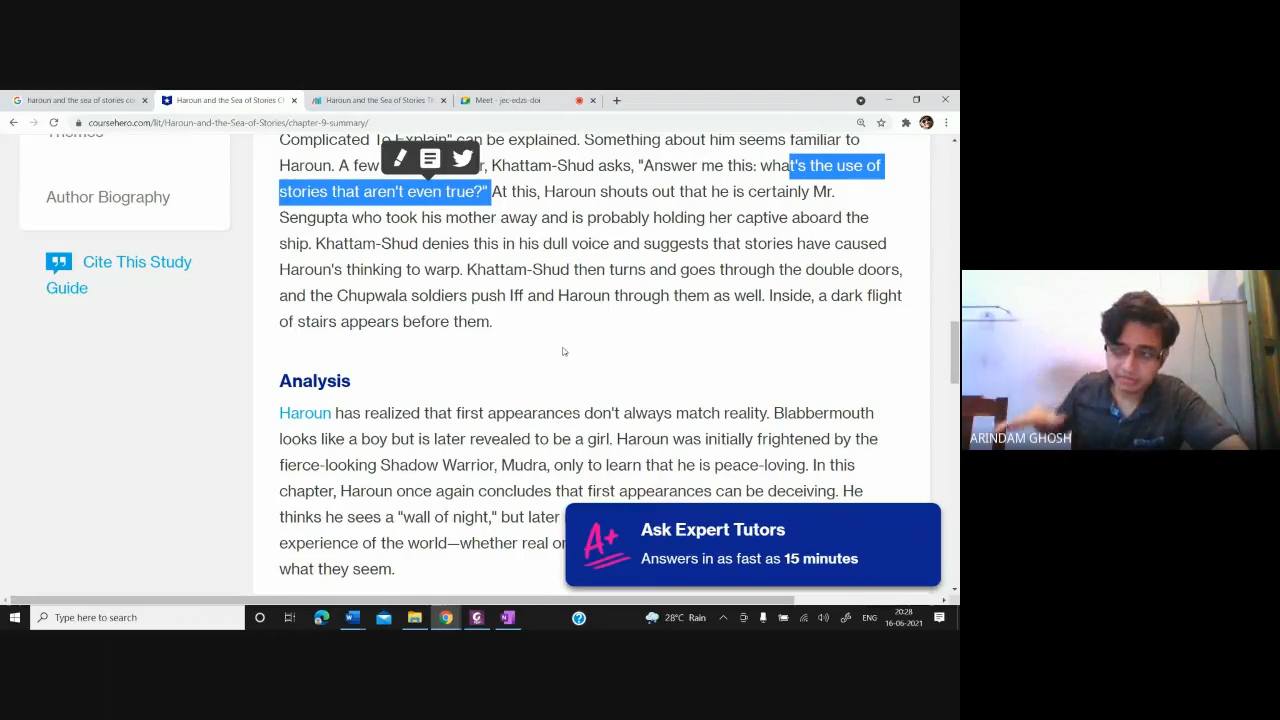 haroun and the sea of stories co
Haroun and the Sea of Stories Ch
Haroun and the Sea of Stories Th
Meet - jec-edzs-doi
coursehero.com/lit/Haroun-and-the-Sea-of-Stories/chapter-9-summary/
Themes
Author Biography
Cite This Study
Guide
Complicated To Explain" can be explained. Something about him seems familiar to
Haroun. A few r, Khattam-Shud asks, "Answer me this: what's the use of
stories that aren't even true?" At this, Haroun shouts out that he is certainly Mr.
Sengupta who took his mother away and is probably holding her captive aboard the
ship. Khattam-Shud denies this in his dull voice and suggests that stories have caused
Haroun's thinking to warp. Khattam-Shud then turns and goes through the double doors,
and the Chupwala soldiers push Iff and Haroun through them as well. Inside, a dark flight
of stairs appears before them.
Analysis
Haroun has realized that first appearances don't always match reality. Blabbermouth
looks like a boy but is later revealed to be a girl. Haroun was initially frightened by the
fierce-looking Shadow Warrior, Mudra, only to learn that he is peace-loving. In this
chapter, Haroun once again concludes that first appearances can be deceiving. He
thinks he sees a "wall of night," but later
experience of the world—whether real or
what they seem.
A+
Ask Expert Tutors
Answers in as fast as 15 minutes
ARINDAM GHOSH
Type here to search
28°C Rain
ENG
20:28
16-06-2021